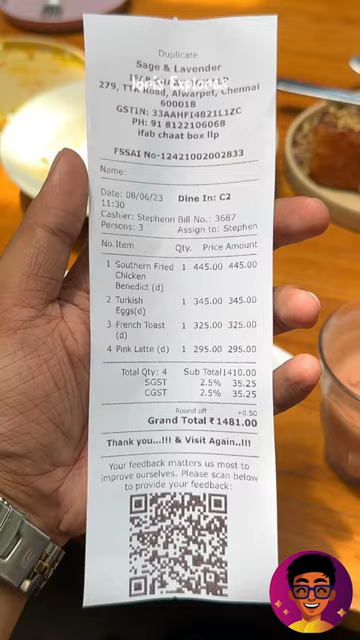 Duplicate
Sage & Lavender
279, TTK Road, Alwarpet, Chennai
600018
GSTIN: 33AAHFI4821L1ZC
PH: 91 8122106068
ifab chaat box llp
FSSAI No-12421002002833
Name:
Date: 08/06/23 Dine In: C2
11:30
Cashier: Stephenn Bill No.: 3687
Persons: 3 Assign to: Stephen
No. Item Qty. Price Amount
1 Southern Fried 1 445.00 445.00
Chicken
Benedict (d)
2 Turkish 1 345.00 345.00
Eggs(d)
3 French Toast 1 325.00 325.00
(d)
4 Pink Latte (d) 1 295.00 295.00
Total Qty: 4 Sub Total 1410.00
SGST 2.5% 35.25
CGST 2.5% 35.25
Round off +0.50
Grand Total ₹1481.00
Thank you...!!! & Visit Again..!!!
Your feedback matters us most to
improve ourselves. Please scan below
to provide your feedback: